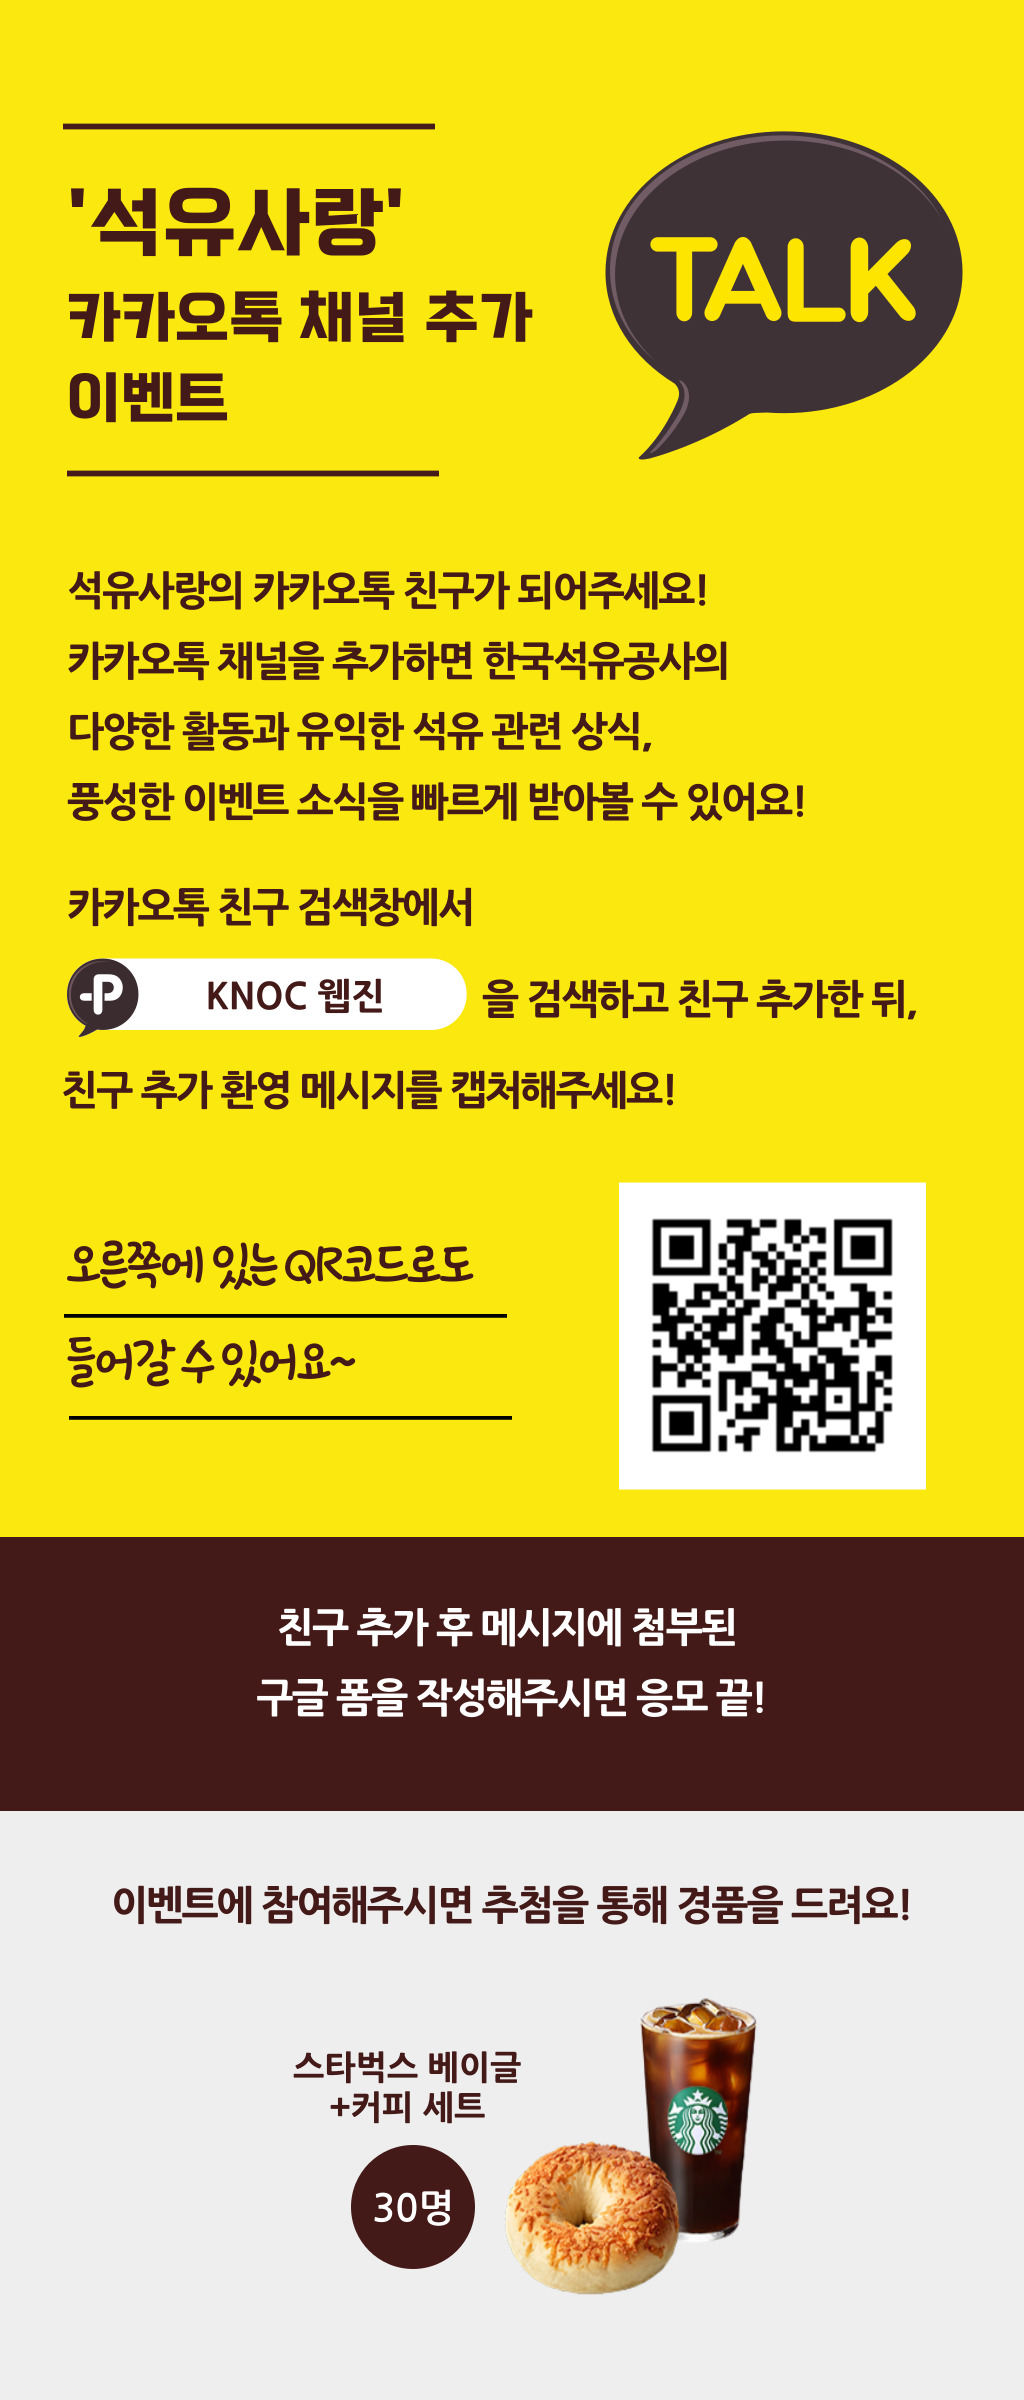 '석유사랑'
카카오톡 채널 추가
이벤트
TALK
석유사랑의 카카오톡 친구가 되어주세요!
카카오톡 채널을 추가하면 한국석유공사의
다양한 활동과 유익한 석유 관련 상식,
풍성한 이벤트 소식을 빠르게 받아볼 수 있어요!
카카오톡 친구 검색창에서
P KNOC 웹진 을 검색하고 친구 추가한 뒤,
친구 추가 환영 메시지를 캡처해주세요!
오른쪽에 있는 QR코드로도
들어갈 수 있어요~
친구 추가 후 메시지에 첨부된
구글 폼을 작성해주시면 응모 끝!
이벤트에 참여해주시면 추첨을 통해 경품을 드려요!
스타벅스 베이글
+커피 세트
30명